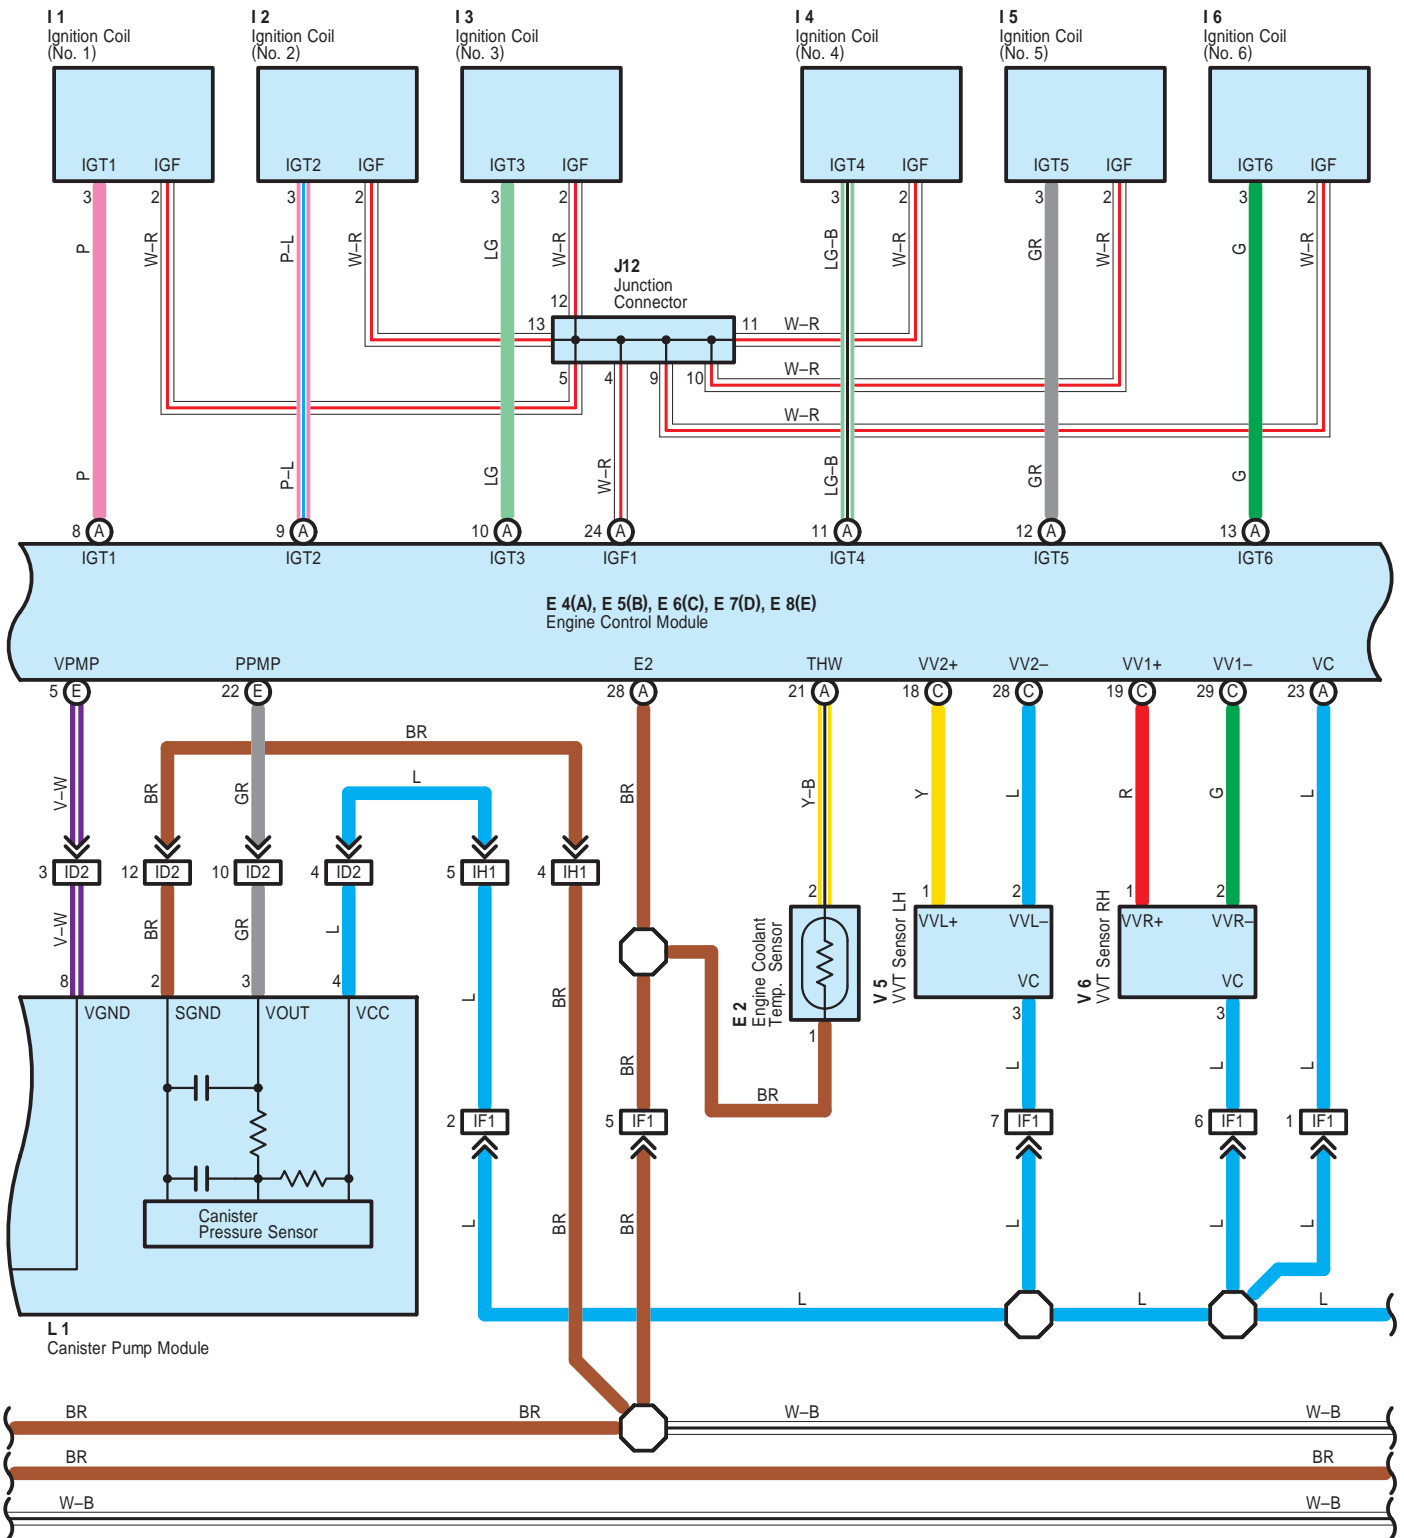 I 1 I 2 I 3 I 4 I 5 I 6
Ignition Coil Ignition Coil Ignition Coil Ignition Coil Ignition Coil Ignition Coil
(No. 1) (No. 2) (No. 3) (No. 4) (No. 5) (No. 6)
IGT1 IGF IGT2 IGF IGT3 IGF IGT4 IGF IGT5 IGF IGT6 IGF
3 2 3 2 3 2 3 2 3 2 3 2
P W–R P–L W–R LG W–R LG–B W–R GR W–R G W–R
J12
Junction
Connector
12
13 11 W–R
5 4 9 10 W–R
W–R
P P–L LG W–R LG–B GR G
8 A 9 A 10 A 24 A 11 A 12 A 13 A
IGT1 IGT2 IGT3 IGF1 IGT4 IGT5 IGT6
E 4(A), E 5(B), E 6(C), E 7(D), E 8(E)
Engine Control Module
VPMP PPMP E2 THW VV2+ VV2– VV1+ VV1– VC
5 E 22 E 28 A 21 A 18 C 28 C 19 C 29 C 23 A
BR
L
V–W BR GR BR Y–B Y L R G L
3 ID2 12 ID2 10 ID2 4 ID2 5 IH1 4 IH1
2 1 2 1 2
V–W BR GR L
VVL+ VVL– VVR+ VVR–
8 2 3 4
L BR
VC VC
E 2
Engine Coolant
Temp. Sensor
V 5
VVT Sensor LH
V 6
VVT Sensor RH
VGND SGND VOUT VCC
1 3 3
BR L L L
BR
2 IF1 5 IF1 7 IF1 6 IF1 1 IF1
Canister
Pressure Sensor
L BR BR L L L
L L L
L 1
Canister Pump Module
BR BR W–B W–B
BR BR
W–B W–B